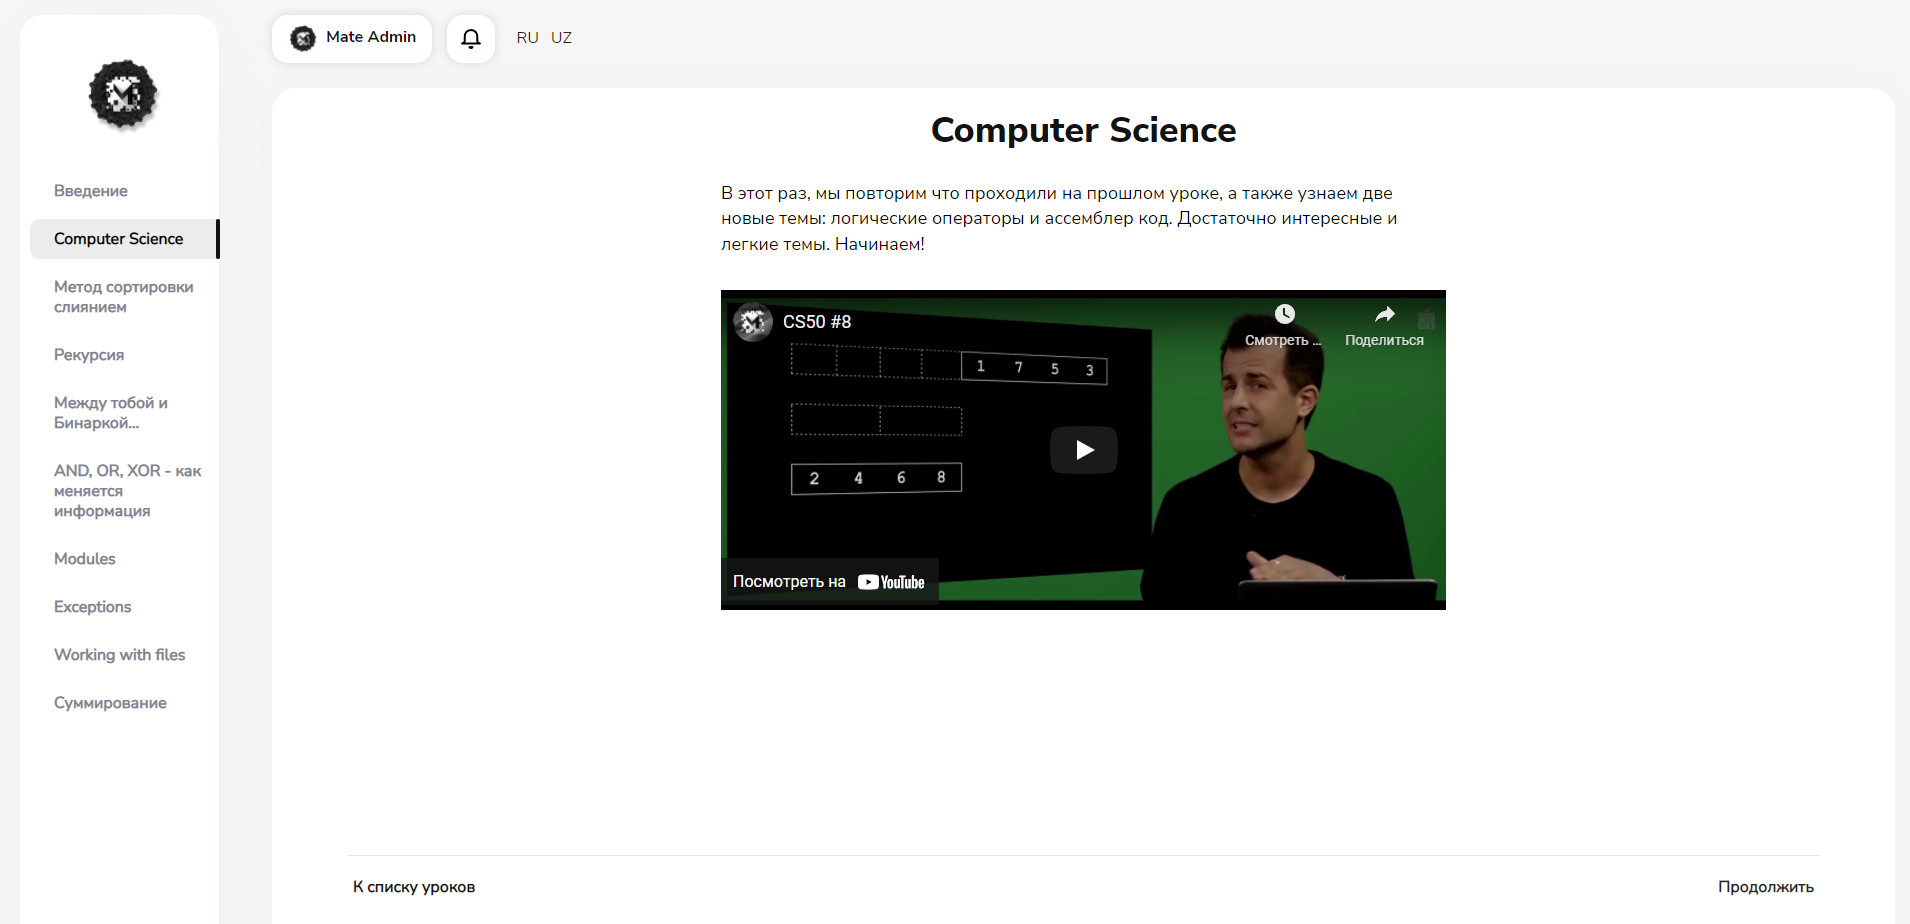 Mate Admin
RU UZ
Введение
Computer Science
Метод сортировки
слиянием
Рекурсия
Между тобой и
Бинаркой...
AND, OR, XOR - как
меняется
информация
Modules
Exceptions
Working with files
Суммирование
Computer Science
В этот раз, мы повторим что проходили на прошлом уроке, а также узнаем две
новые темы: логические операторы и ассемблер код. Достаточно интересные и
легкие темы. Начинаем!
CS50 #8
Смотреть ...
Поделиться
1 7 5 3
2 4 6 8
Посмотреть на YouTube
К списку уроков
Продолжить